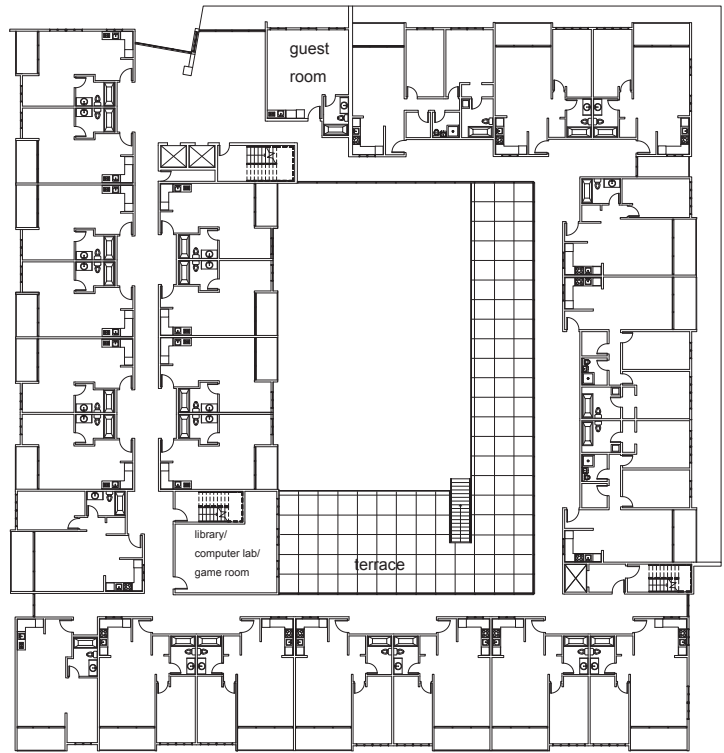 guest
room
library/
computer lab/
game room
terrace